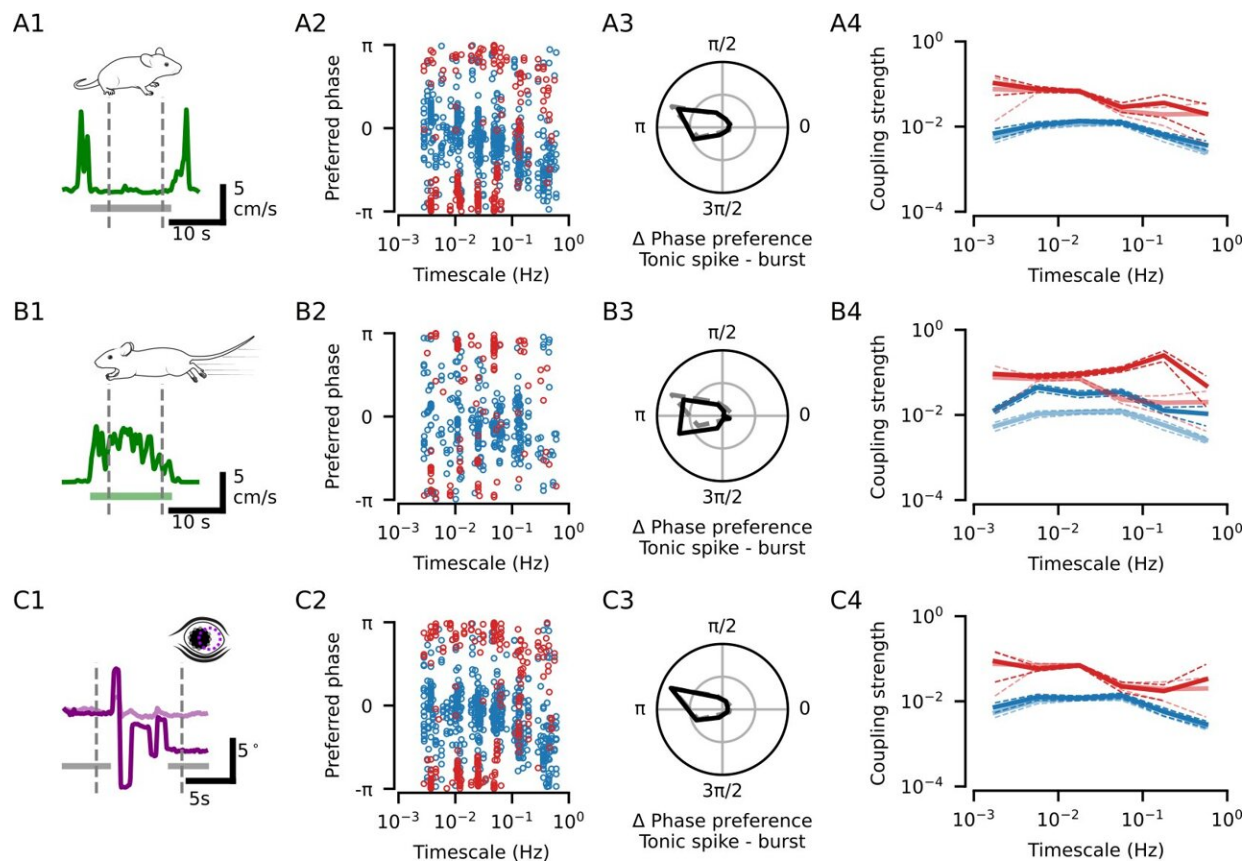 A1
5
cm/s
10 s
A2
Preferred phase
π
0
-π
10⁻³ 10⁻² 10⁻¹ 10⁰
Timescale (Hz)
A3
π/2
π
0
3π/2
Δ Phase preference
Tonic spike - burst
A4
Coupling strength
10⁰
10⁻²
10⁻⁴
10⁻³ 10⁻² 10⁻¹ 10⁰
Timescale (Hz)
B1
5
cm/s
10 s
B2
Preferred phase
π
0
-π
10⁻³ 10⁻² 10⁻¹ 10⁰
Timescale (Hz)
B3
π/2
π
0
3π/2
Δ Phase preference
Tonic spike - burst
B4
Coupling strength
10⁰
10⁻²
10⁻⁴
10⁻³ 10⁻² 10⁻¹ 10⁰
Timescale (Hz)
C1
5 °
5s
C2
Preferred phase
π
0
-π
10⁻³ 10⁻² 10⁻¹ 10⁰
Timescale (Hz)
C3
π/2
π
0
3π/2
Δ Phase preference
Tonic spike - burst
C4
Coupling strength
10⁰
10⁻²
10⁻⁴
10⁻³ 10⁻² 10⁻¹ 10⁰
Timescale (Hz)